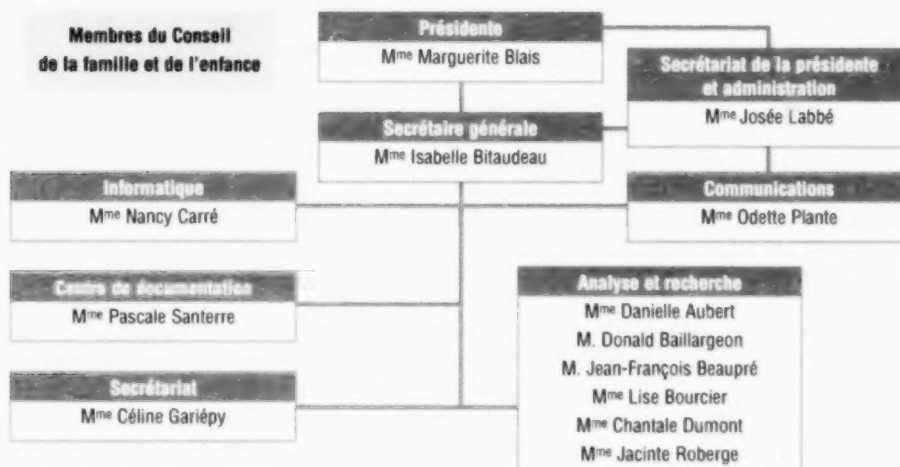 Membres du Conseil
de la famille et de l'enfance
Présidente
Mme Marguerite Blais
Secrétariat de la présidente
et administration
Mme Josée Labbé
Secrétaire générale
Mme Isabelle Bitaudeau
Informatique
Mme Nancy Carré
Communications
Mme Odette Plante
Centre de documentation
Mme Pascale Santerre
Analyse et recherche
Mme Danielle Aubert
M. Donald Baillargeon
M. Jean-François Beaupré
Mme Lise Bourcier
Mme Chantale Dumont
Mme Jacinte Roberge
Secrétariat
Mme Céline Gariépy